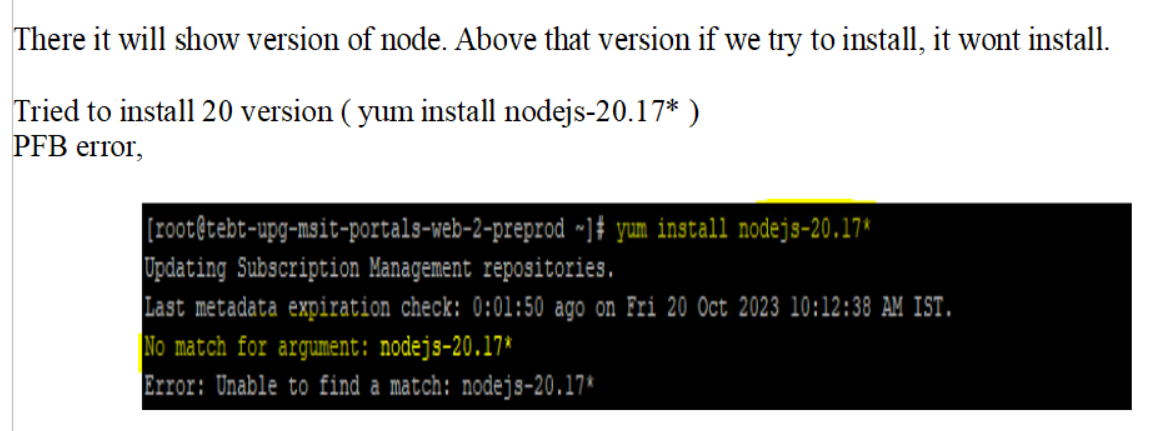 There it will show version of node. Above that version if we try to install, it wont install.
Tried to install 20 version ( yum install nodejs-20.17* )
PFB error,
[root@tebt-upg-msit-portals-web-2-preprod ~]# yum install nodejs-20.17*
Updating Subscription Management repositories.
Last metadata expiration check: 0:01:50 ago on Fri 20 Oct 2023 10:12:38 AM IST.
No match for argument: nodejs-20.17*
Error: Unable to find a match: nodejs-20.17*